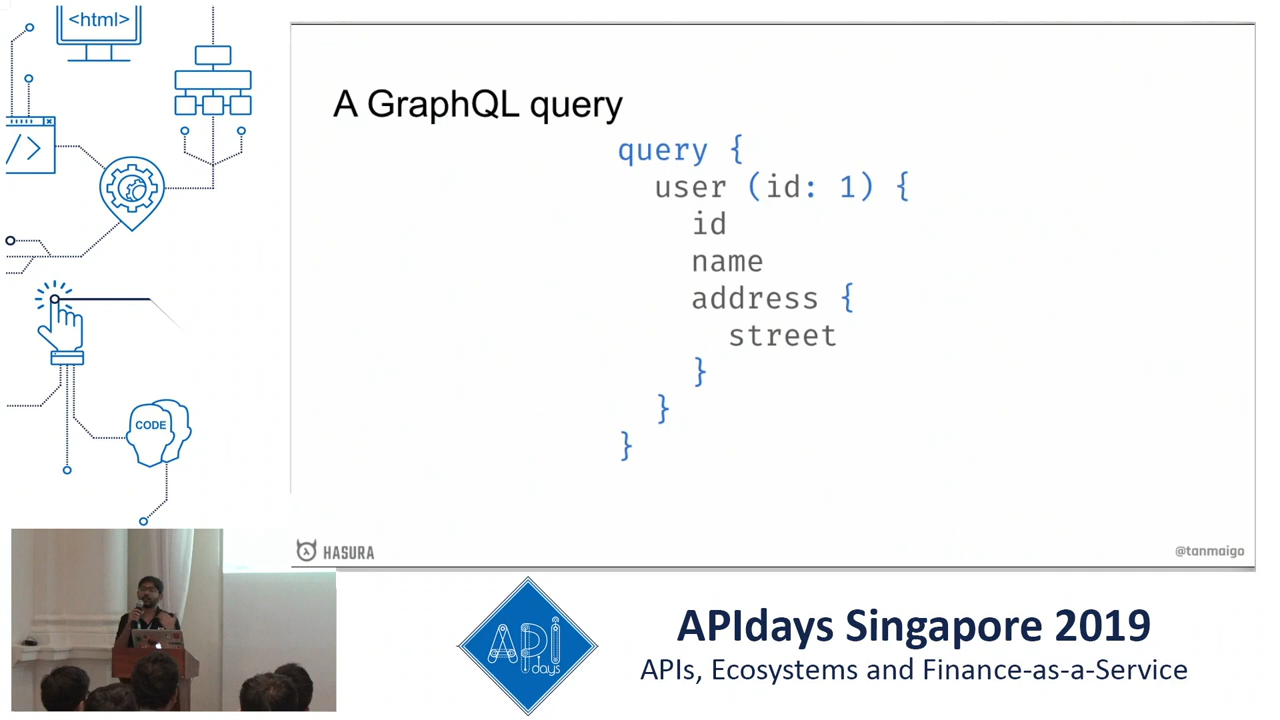 <html>
A GraphQL query
query {
user (id: 1) {
id
name
address {
street
}
}
}
</>
CODE
HASURA
@tanmaigo
API
days
APIdays Singapore 2019
APIs, Ecosystems and Finance-as-a-Service